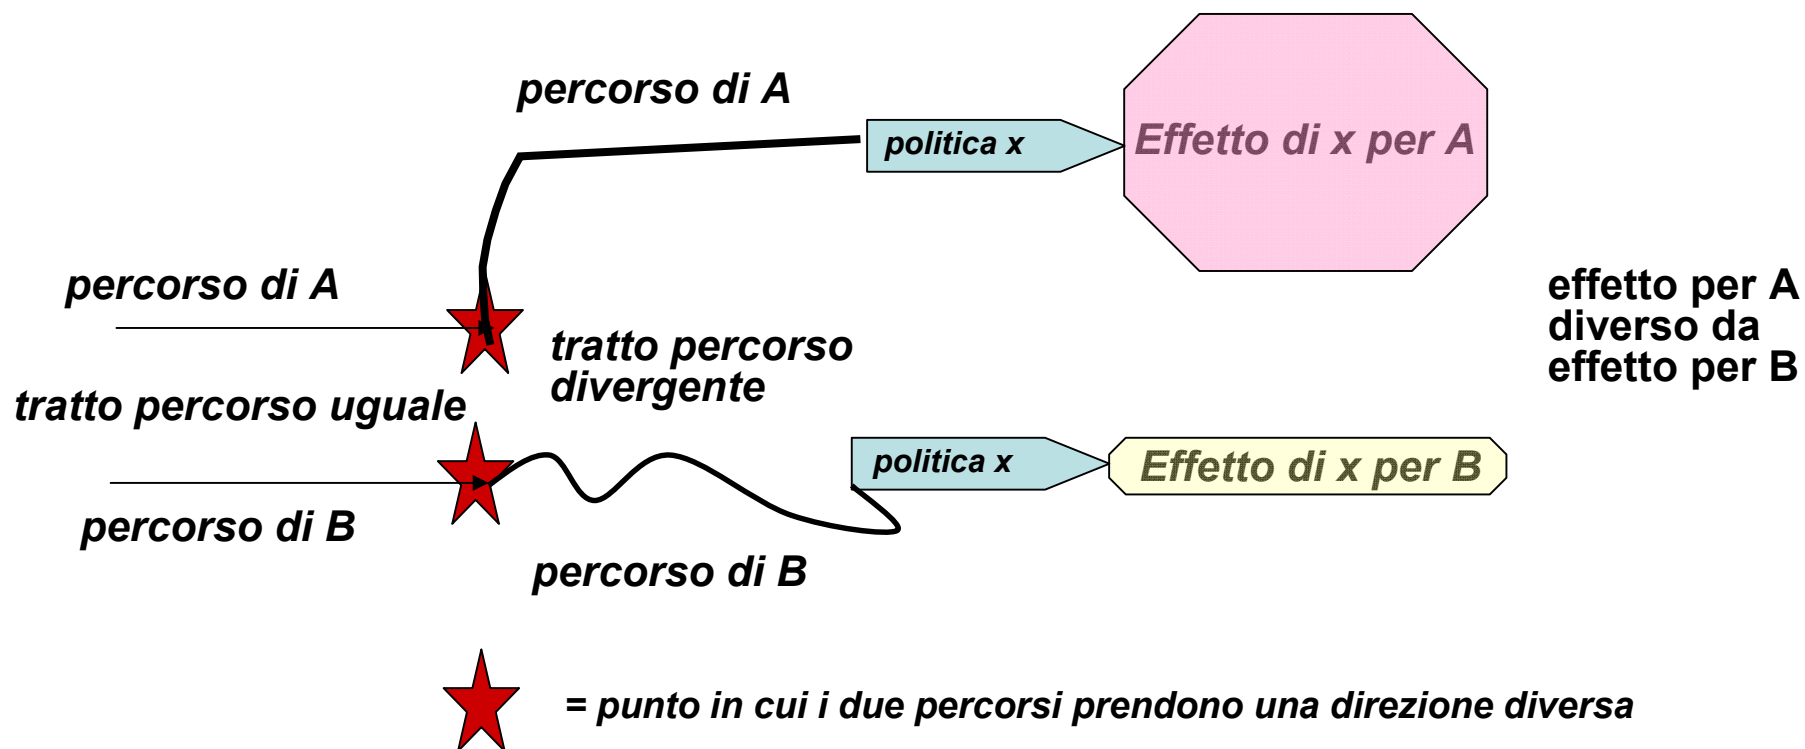 percorso di A
politica x
Effetto di x per A
percorso di A
effetto per A
diverso da
effetto per B
tratto percorso
divergente
tratto percorso uguale
politica x
Effetto di x per B
percorso di B
percorso di B
= punto in cui i due percorsi prendono una direzione diversa